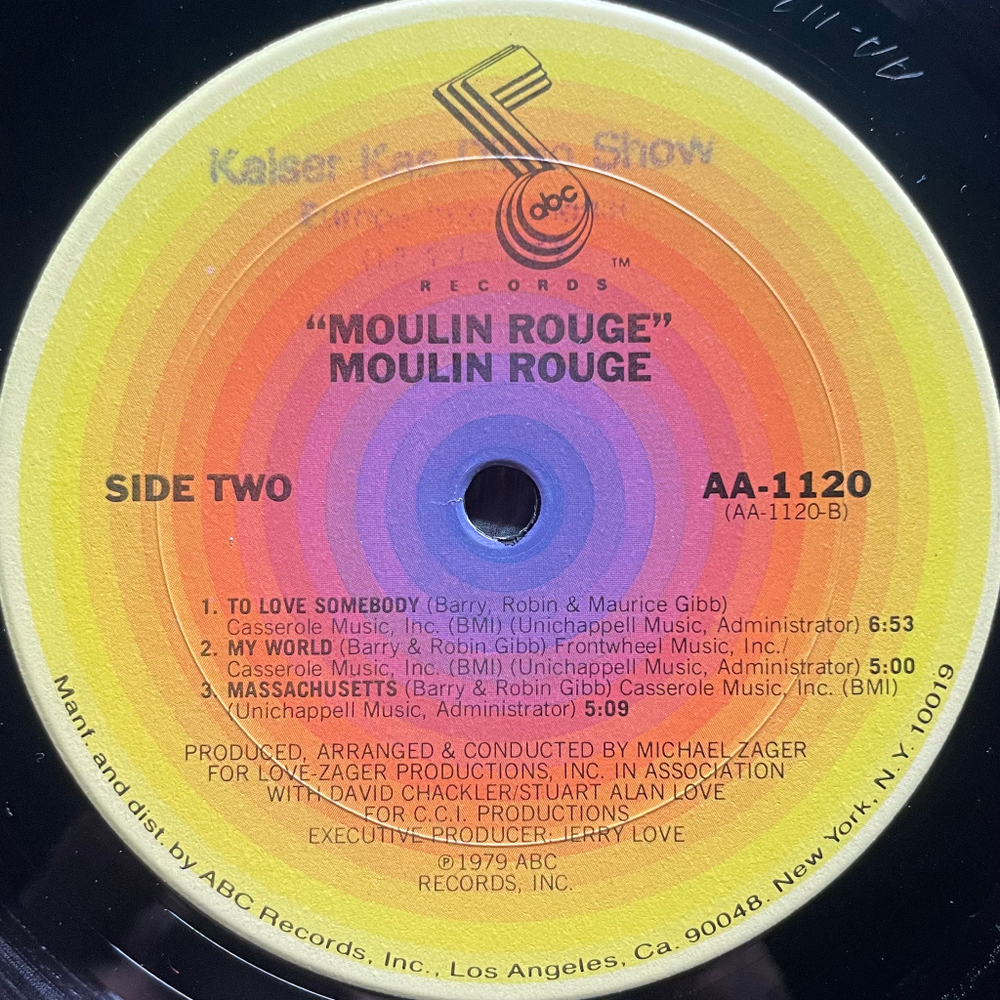 AA-11
Kaiser Kas Disco Show
abc
TM
RECORDS
“MOULIN ROUGE”
MOULIN ROUGE
SIDE TWO
AA-1120
(AA-1120-B)
1. TO LOVE SOMEBODY (Barry, Robin & Maurice Gibb)
Casserole Music, Inc. (BMI) (Unichappell Music, Administrator) 6:53
2. MY WORLD (Barry & Robin Gibb) Frontwheel Music, Inc./
Casserole Music, Inc. (BMI) (Unichappell Music, Administrator) 5:00
3. MASSACHUSETTS (Barry & Robin Gibb) Casserole Music, Inc. (BMI)
(Unichappell Music, Administrator) 5:09
PRODUCED, ARRANGED & CONDUCTED BY MICHAEL ZAGER
FOR LOVE-ZAGER PRODUCTIONS, INC. IN ASSOCIATION
WITH DAVID CHACKLER/STUART ALAN LOVE
FOR C.C.I. PRODUCTIONS
EXECUTIVE PRODUCER: JERRY LOVE
℗1979 ABC
RECORDS, INC.
Manf. and dist. by ABC Records, Inc., Los Angeles, Ca. 90048. New York, N.Y. 10019